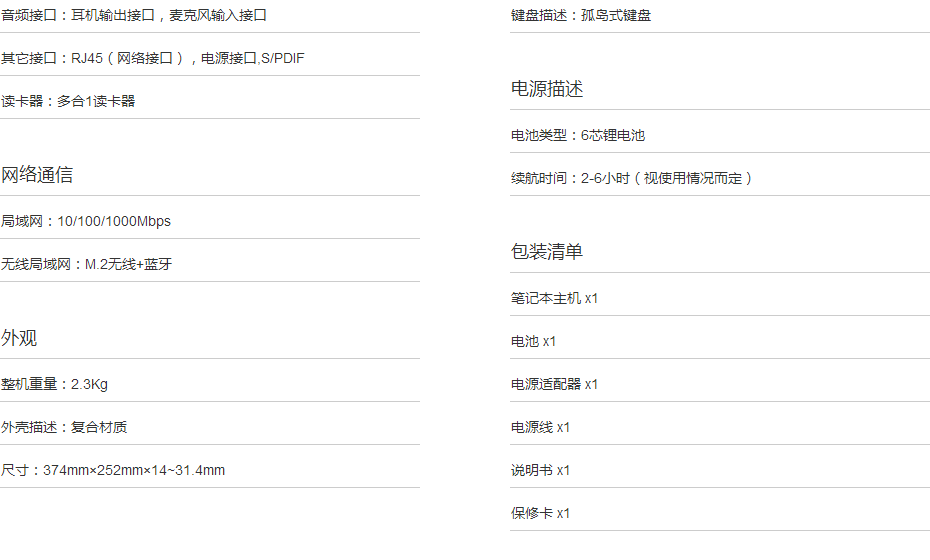 音频接口：耳机输出接口，麦克风输入接口
其它接口：RJ45（网络接口），电源接口,S/PDIF
读卡器：多合1读卡器
网络通信
局域网：10/100/1000Mbps
无线局域网：M.2无线+蓝牙
外观
整机重量：2.3Kg
外壳描述：复合材质
尺寸：374mm×252mm×14~31.4mm
键盘描述：孤岛式键盘
电源描述
电池类型：6芯锂电池
续航时间：2-6小时（视使用情况而定）
包装清单
笔记本主机 x1
电池 x1
电源适配器 x1
电源线 x1
说明书 x1
保修卡 x1